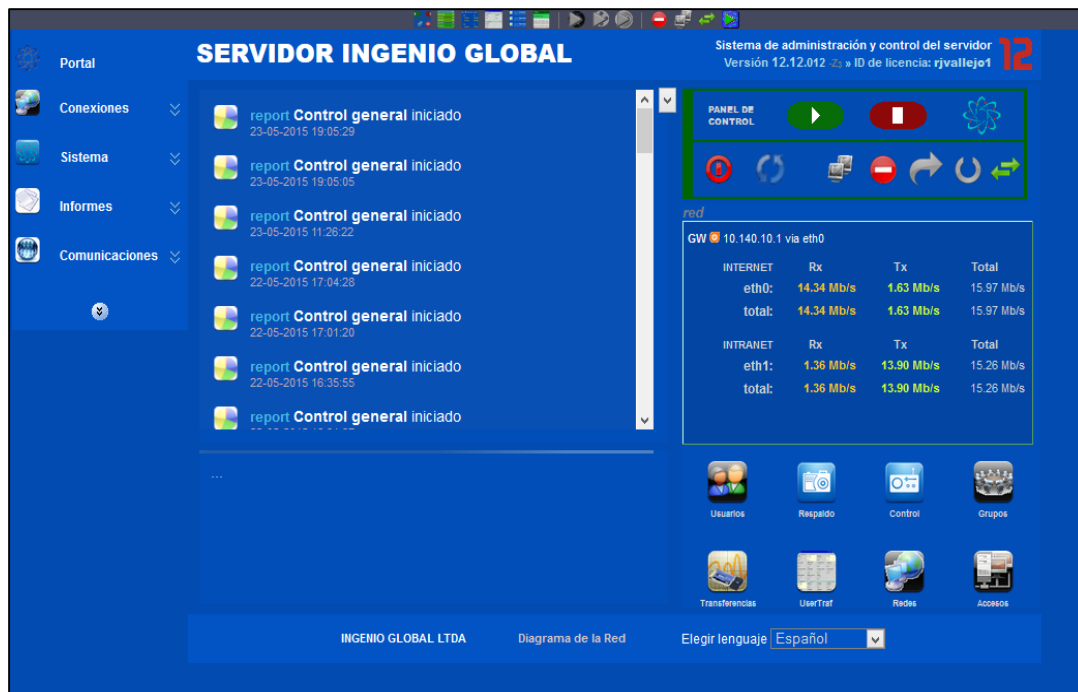 Portal
Conexiones
Sistema
Informes
Comunicaciones
SERVIDOR INGENIO GLOBAL
Sistema de administración y control del servidor
Versión 12.12.012 -Z3 » ID de licencia: rjvallejo1
12
report Control general iniciado
23-05-2015 19:05:29
report Control general iniciado
23-05-2015 19:05:05
report Control general iniciado
23-05-2015 11:26:22
report Control general iniciado
22-05-2015 17:04:28
report Control general iniciado
22-05-2015 17:01:20
report Control general iniciado
22-05-2015 16:35:55
report Control general iniciado
...
PANEL DE
CONTROL
red
GW 10.140.10.1 via eth0
INTERNET Rx Tx Total
eth0: 14.34 Mb/s 1.63 Mb/s 15.97 Mb/s
total: 14.34 Mb/s 1.63 Mb/s 15.97 Mb/s
INTRANET Rx Tx Total
eth1: 1.36 Mb/s 13.90 Mb/s 15.26 Mb/s
total: 1.36 Mb/s 13.90 Mb/s 15.26 Mb/s
Usuarios Respaldo Control Grupos
Transferencias UserTraf Redes Accesos
INGENIO GLOBAL LTDA Diagrama de la Red Elegir lenguaje Español